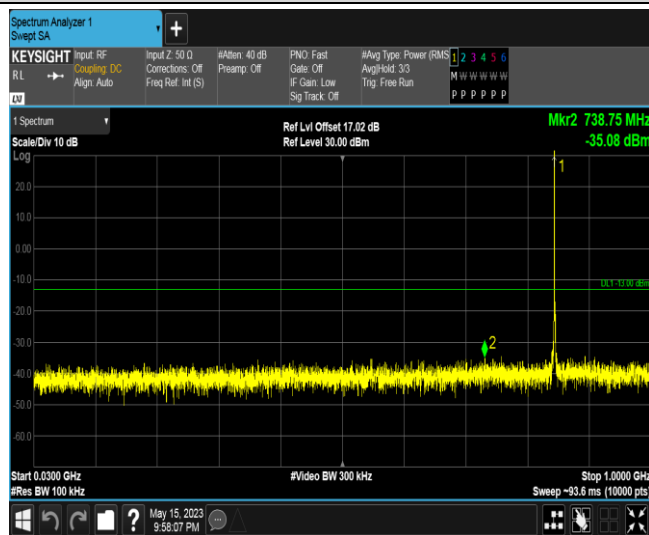 Spectrum Analyzer 1
Swept SA
+
KEYSIGHT
RL
LXI
Input: RF
Coupling: DC
Align: Auto
Input Z: 50 Ω
Corrections: Off
Freq Ref: Int (S)
#Atten: 40 dB
Preamp: Off
PNO: Fast
Gate: Off
IF Gain: Low
Sig Track: Off
#Avg Type: Power (RMS
Avg|Hold: 3/3
Trig: Free Run
1 2 3 4 5 6
M W W W W W
P P P P P P
1 Spectrum
Scale/Div 10 dB
Log
Ref Lvl Offset 17.02 dB
Ref Level 30.00 dBm
Mkr2 738.75 MHz
-35.08 dBm
1
20.0
10.0
0.00
-10.0
DL1 -13.00 dBm
-20.0
-30.0
2
-40.0
-50.0
-60.0
Start 0.0300 GHz
#Res BW 100 kHz
#Video BW 300 kHz
Stop 1.0000 GHz
Sweep ~93.6 ms (10000 pts)
?
May 15, 2023
9:58:07 PM